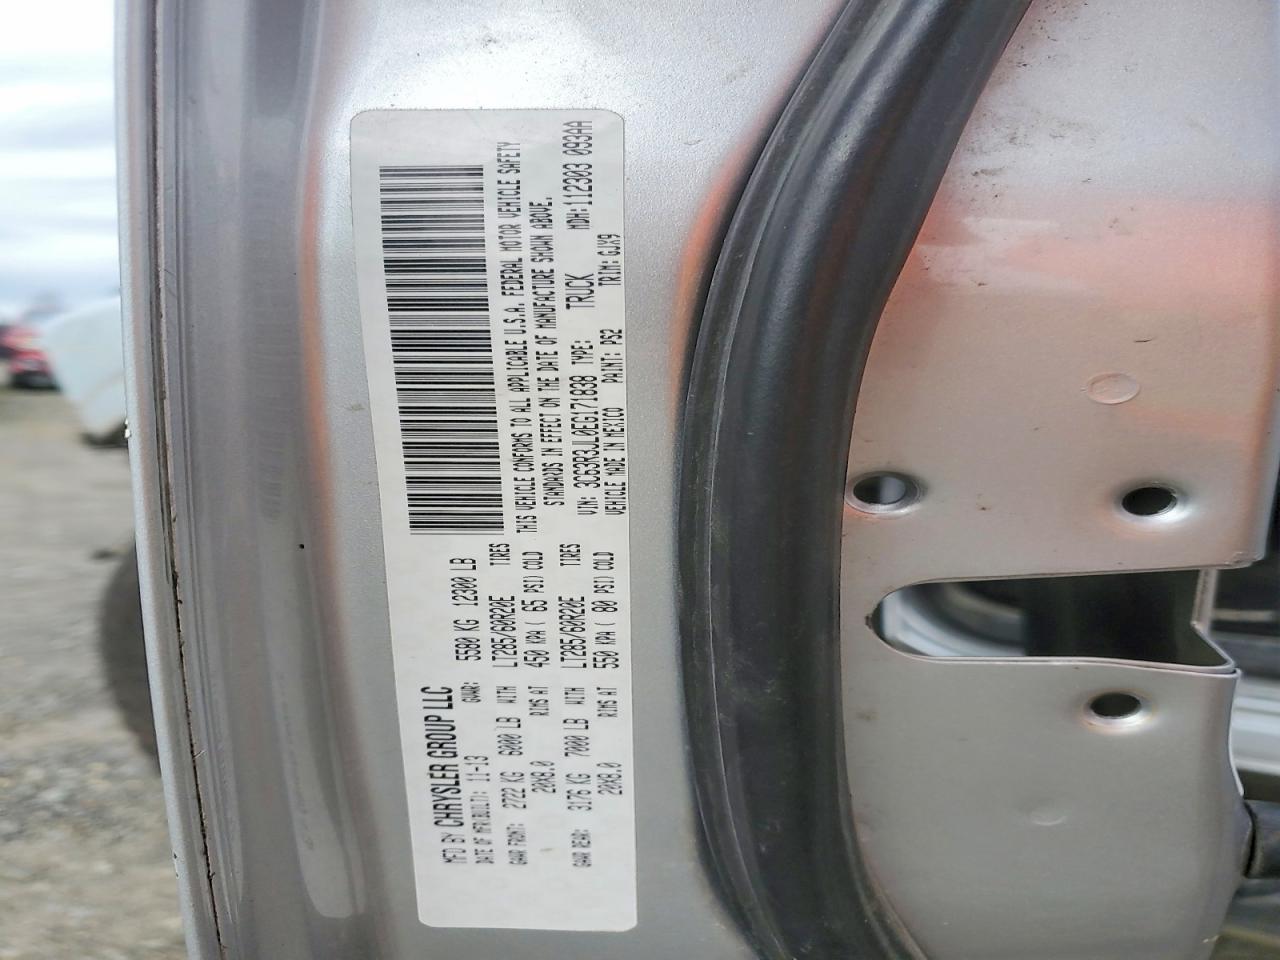 MFD BY CHRYSLER GROUP LLC
DATE OF MFR(BUILT): 11-13 GVWR: 5580 KG 12300 LB
GAWR FRONT: 2722 KG 6000 LB WITH LT285/60R20E TIRES
20X8.0 RIMS AT 450 KPA ( 65 PSI) COLD
GAWR REAR: 3176 KG 7000 LB WITH LT285/60R20E TIRES
20X8.0 RIMS AT 550 KPA ( 80 PSI) COLD
THIS VEHICLE CONFORMS TO ALL APPLICABLE U.S.A. FEDERAL MOTOR VEHICLE SAFETY
STANDARDS IN EFFECT ON THE DATE OF MANUFACTURE SHOWN ABOVE.
VIN: 3C63R3JL0EG171838 TYPE: TRUCK MDH:112303 093AA
VEHICLE MADE IN MEXICO PAINT: PS2 TRIM: GJX9